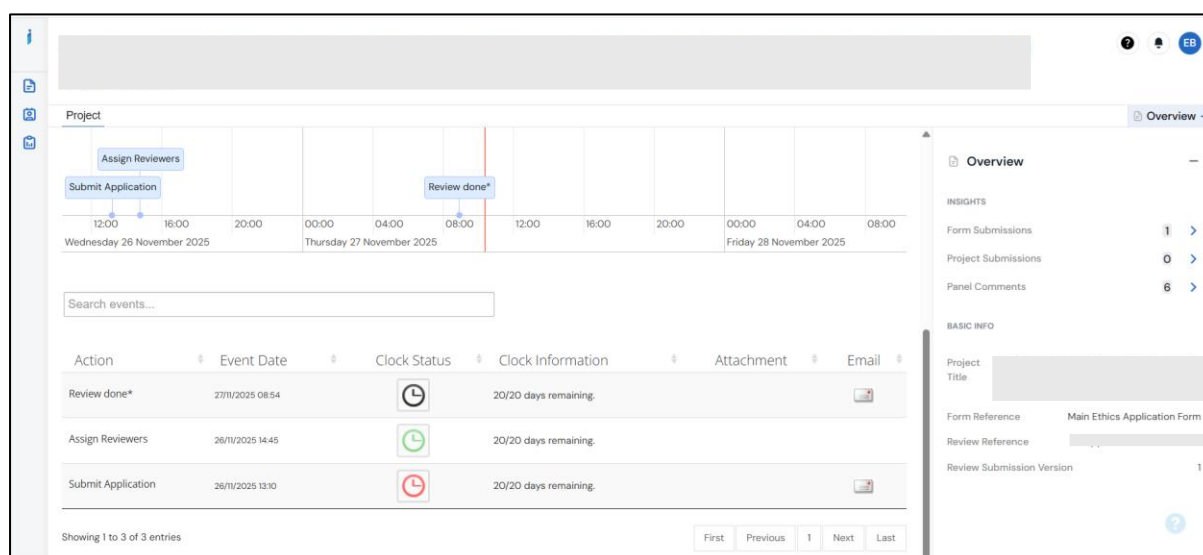 EB
Project
Overview
Assign Reviewers
Submit Application
Review done*
12:00 16:00 20:00 00:00 04:00 08:00 12:00 16:00 20:00 00:00 04:00 08:00
Wednesday 26 November 2025 Thursday 27 November 2025 Friday 28 November 2025
Search events...
Action Event Date Clock Status Clock Information Attachment Email
Review done* 27/11/2025 08:54 20/20 days remaining.
Assign Reviewers 26/11/2025 14:45 20/20 days remaining.
Submit Application 26/11/2025 13:10 20/20 days remaining.
Showing 1 to 3 of 3 entries
First Previous 1 Next Last
Overview
INSIGHTS
Form Submissions 1
Project Submissions 0
Panel Comments 6
BASIC INFO
Project
Title
Form Reference Main Ethics Application Form
Review Reference
Review Submission Version 1